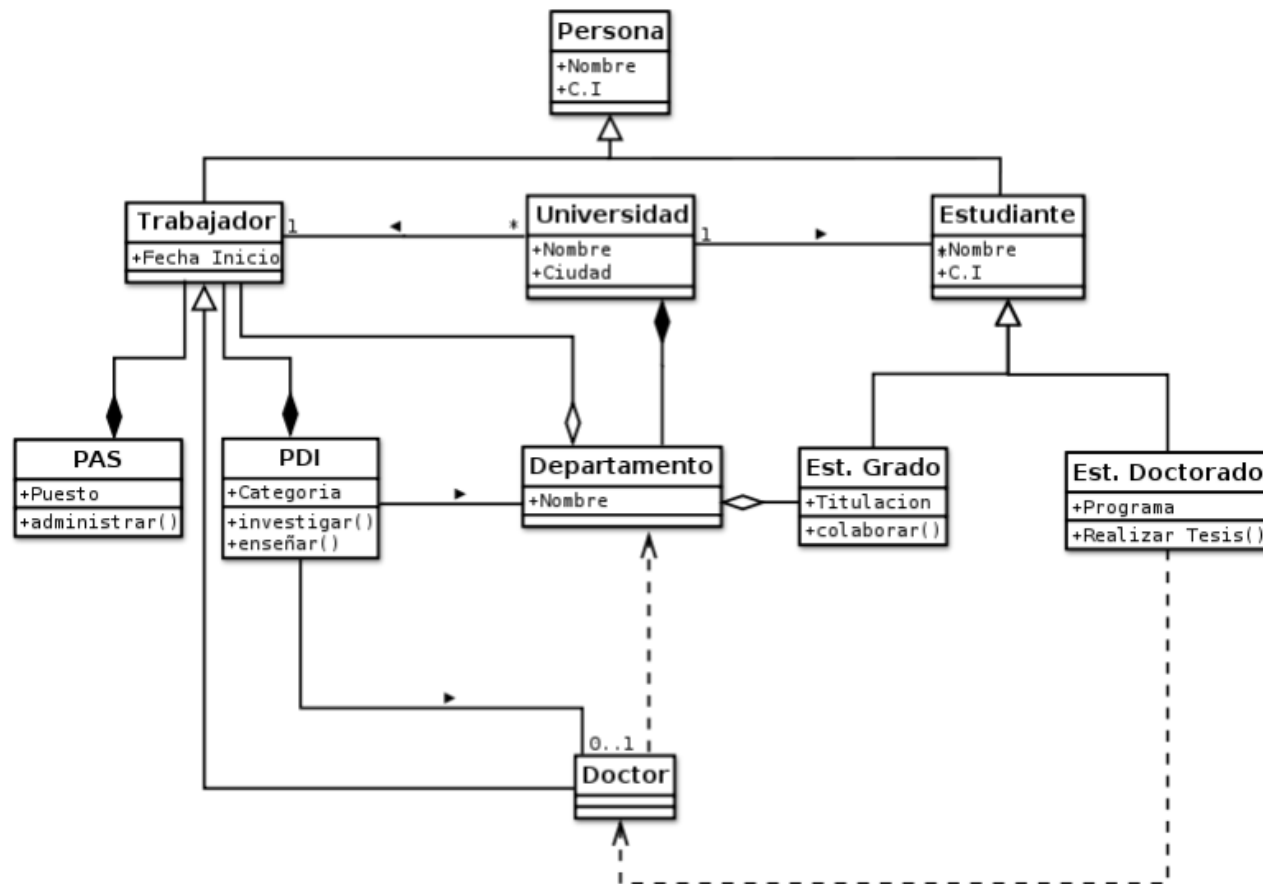 Persona
+Nombre
+C.I
Trabajador
+Fecha Inicio
1
*
Universidad
+Nombre
+Ciudad
1
Estudiante
*
+Nombre
+C.I
PAS
+Puesto
+administrar()
PDI
+Categoria
+investigar()
+enseñar()
Departamento
+Nombre
Est. Grado
+Titulacion
+colaborar()
Est. Doctorado
+Programa
+Realizar Tesis()
0..1
Doctor